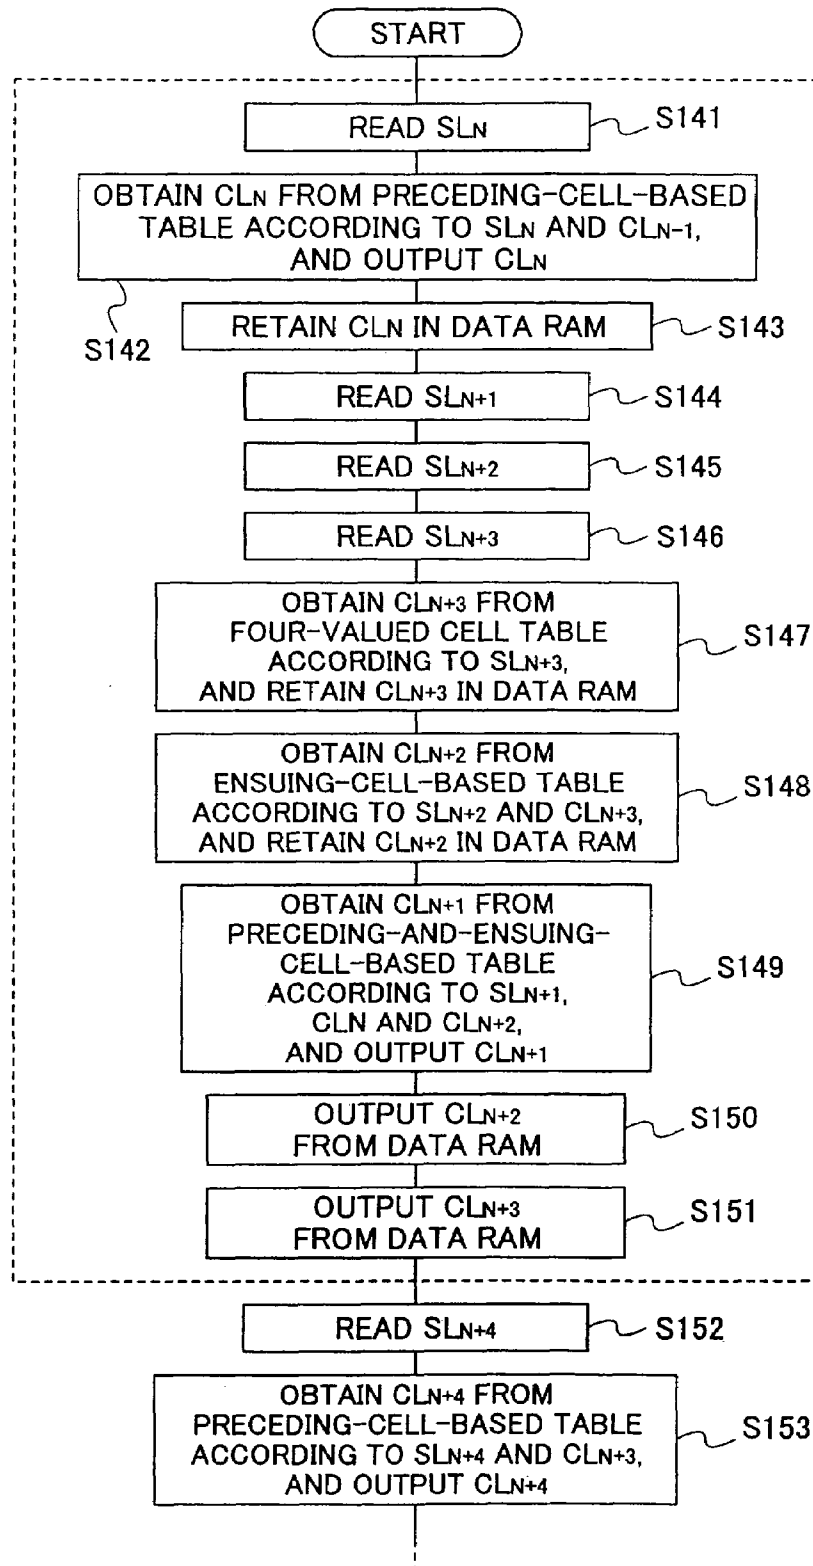 START
READ SLN
S141
OBTAIN CLN FROM PRECEDING-CELL-BASED
TABLE ACCORDING TO SLN AND CLN-1,
AND OUTPUT CLN
S142
RETAIN CLN IN DATA RAM
S143
READ SLN+1
S144
READ SLN+2
S145
READ SLN+3
S146
OBTAIN CLN+3 FROM
FOUR-VALUED CELL TABLE
ACCORDING TO SLN+3,
AND RETAIN CLN+3 IN DATA RAM
S147
OBTAIN CLN+2 FROM
ENSUING-CELL-BASED TABLE
ACCORDING TO SLN+2 AND CLN+3,
AND RETAIN CLN+2 IN DATA RAM
S148
OBTAIN CLN+1 FROM
PRECEDING-AND-ENSUING-
CELL-BASED TABLE
ACCORDING TO SLN+1,
CLN AND CLN+2,
AND OUTPUT CLN+1
S149
OUTPUT CLN+2
FROM DATA RAM
S150
OUTPUT CLN+3
FROM DATA RAM
S151
READ SLN+4
S152
OBTAIN CLN+4 FROM
PRECEDING-CELL-BASED TABLE
ACCORDING TO SLN+4 AND CLN+3,
AND OUTPUT CLN+4
S153